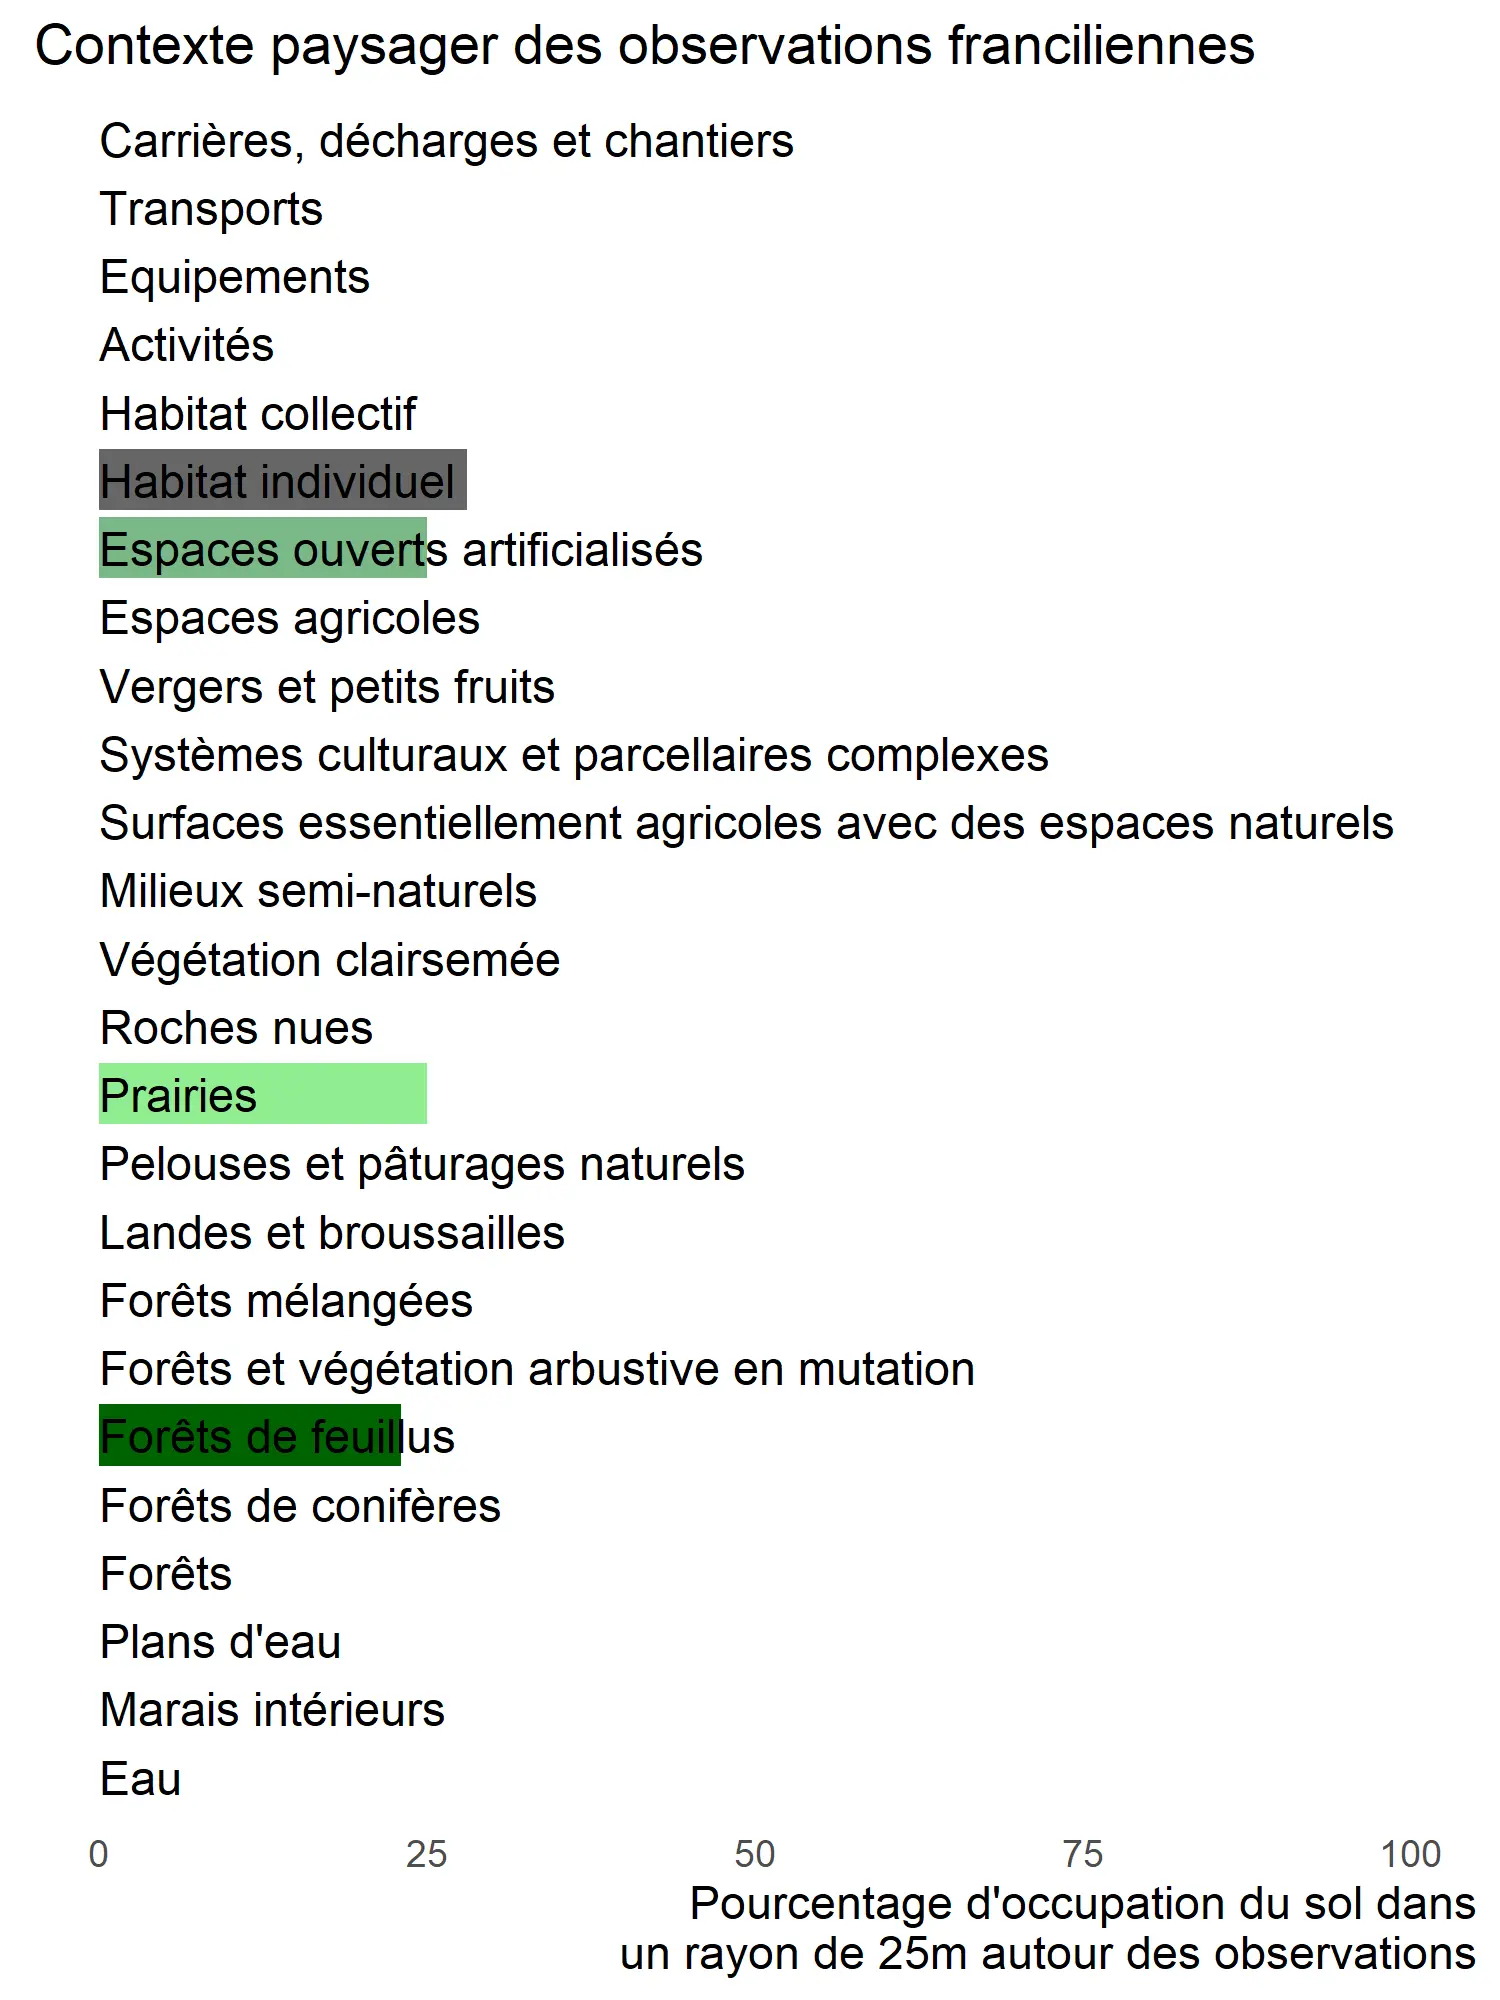 Contexte paysager des observations franciliennes
Carrières, décharges et chantiers
Transports
Equipements
Activités
Habitat collectif
Habitat individuel
Espaces ouverts artificialisés
Espaces agricoles
Vergers et petits fruits
Systèmes culturaux et parcellaires complexes
Surfaces essentiellement agricoles avec des espaces naturels
Milieux semi-naturels
Végétation clairsemée
Roches nues
Prairies
Pelouses et pâturages naturels
Landes et broussailles
Forêts mélangées
Forêts et végétation arbustive en mutation
Forêts de feuillus
Forêts de conifères
Forêts
Plans d'eau
Marais intérieurs
Eau
0 25 50 75 100
Pourcentage d'occupation du sol dans
un rayon de 25m autour des observations